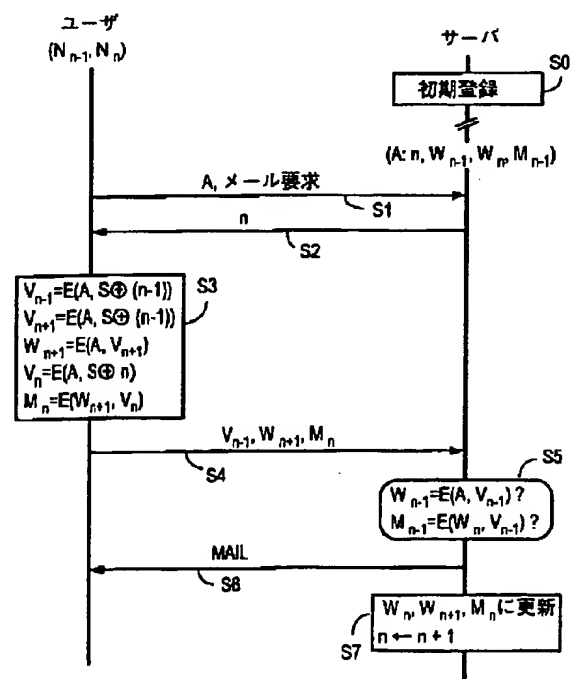 ユーザ
(N n-1, N n)
サーバ
S0
初期登録
(A: n, W n-1, W n, M n-1)
A, メール要求
S1
n
S2
S3
V n-1=E(A, S⊕ (n-1))
V n+1=E(A, S⊕ (n-1))
W n+1=E(A, V n+1)
V n=E(A, S⊕ n)
M n=E(W n+1, V n)
V n-1, W n+1, M n
S4
S5
W n-1=E(A, V n-1) ?
M n-1=E(W n, V n-1) ?
MAIL
S6
W n, W n+1, M n に更新
n ← n + 1
S7